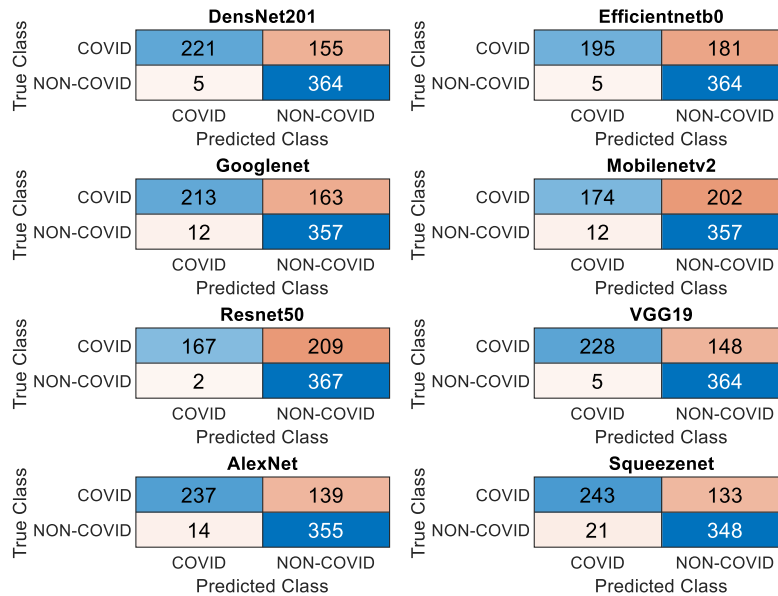 DensNet201
True Class
COVID 221 155
NON-COVID 5 364
COVID NON-COVID
Predicted Class
Efficientnetb0
True Class
COVID 195 181
NON-COVID 5 364
COVID NON-COVID
Predicted Class
Googlenet
True Class
COVID 213 163
NON-COVID 12 357
COVID NON-COVID
Predicted Class
Mobilenetv2
True Class
COVID 174 202
NON-COVID 12 357
COVID NON-COVID
Predicted Class
Resnet50
True Class
COVID 167 209
NON-COVID 2 367
COVID NON-COVID
Predicted Class
VGG19
True Class
COVID 228 148
NON-COVID 5 364
COVID NON-COVID
Predicted Class
AlexNet
True Class
COVID 237 139
NON-COVID 14 355
COVID NON-COVID
Predicted Class
Squeezenet
True Class
COVID 243 133
NON-COVID 21 348
COVID NON-COVID
Predicted Class